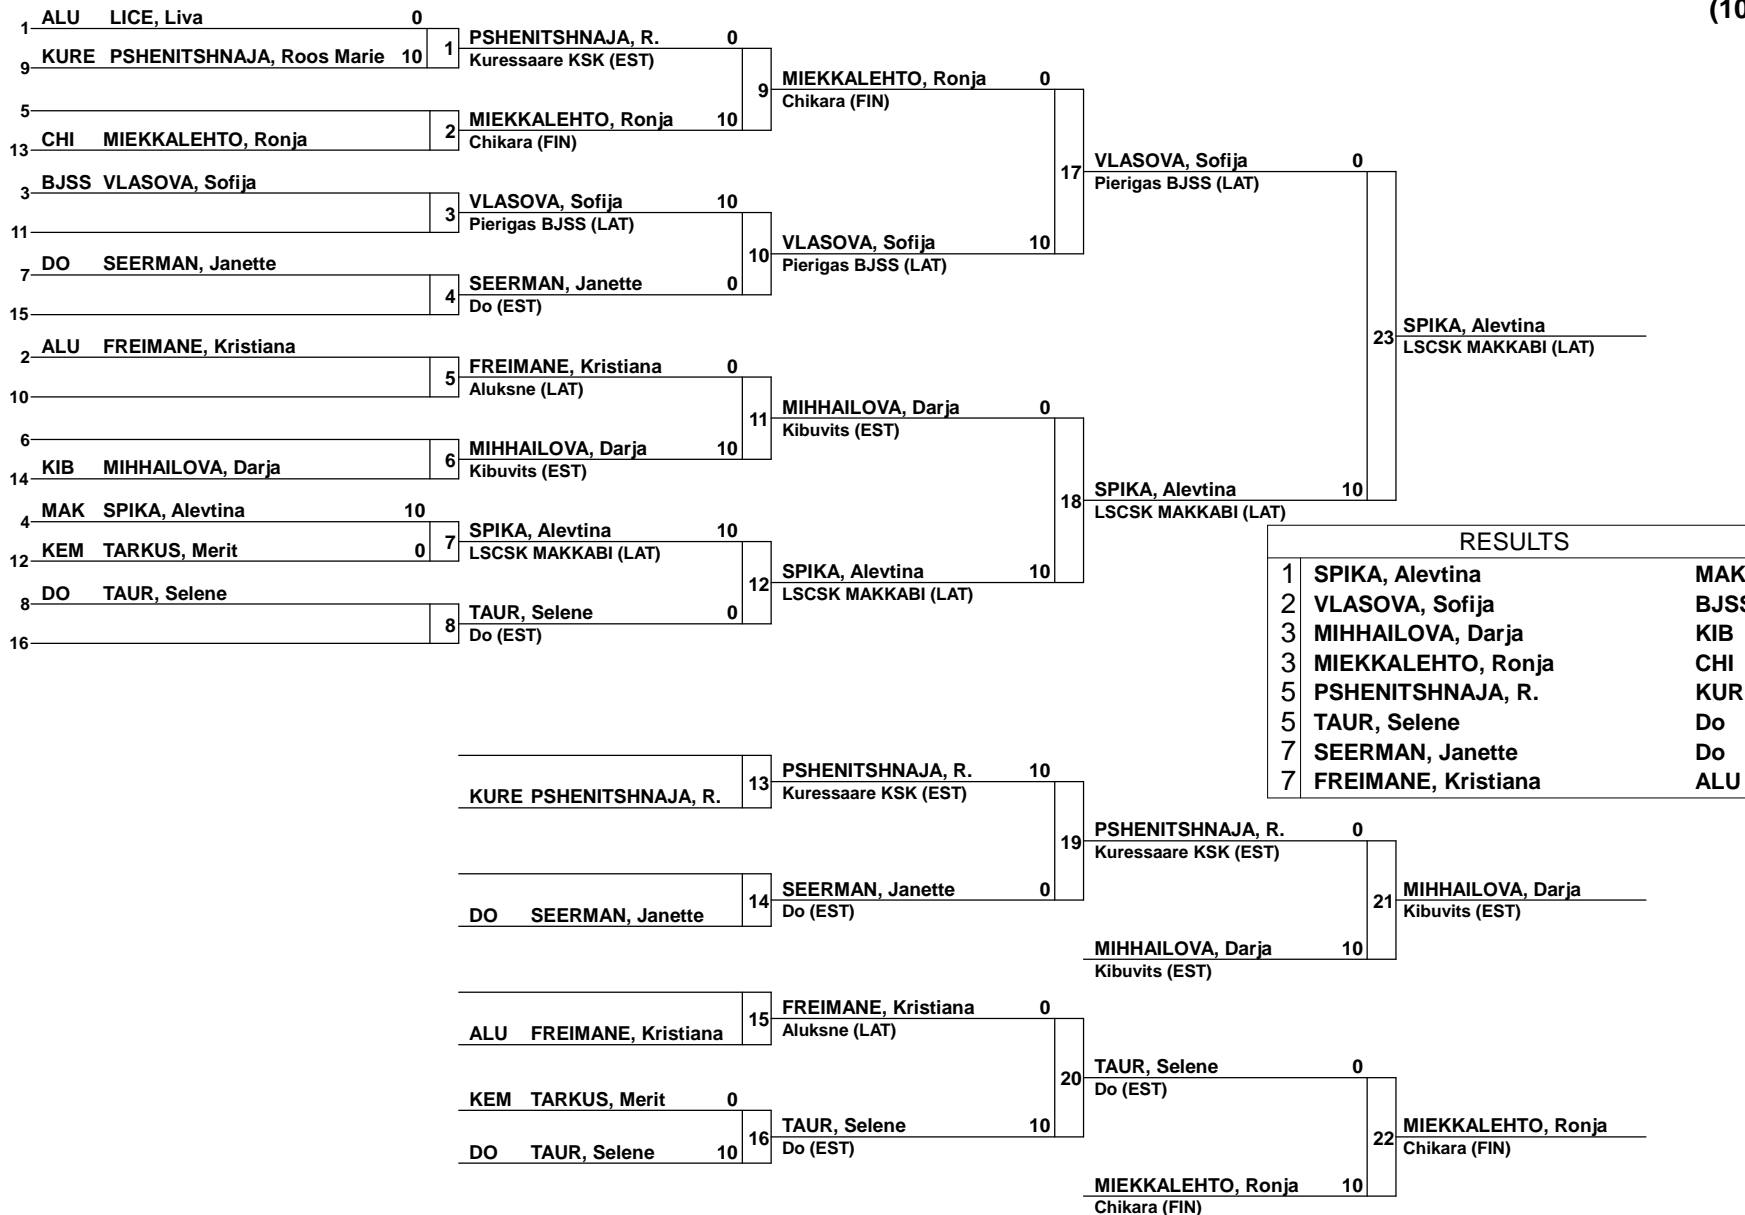 (10
1 ALU LICE, Liva 0
9 KURE PSHENITSHNAJA, Roos Marie 10
1
5
13 CHI MIEKKALEHTO, Ronja
2
3 BJSS VLASOVA, Sofija
11
3
7 DO SEERMAN, Janette
15
4
2 ALU FREIMANE, Kristiana
10
5
6
14 KIB MIHHAILOVA, Darja
6
4 MAK SPIKA, Alevtina 10
12 KEM TARKUS, Merit 0
7
8 DO TAUR, Selene
16
8
PSHENITSHNAJA, R. 0
Kuressaare KSK (EST)
9
MIEKKALEHTO, Ronja 10
Chikara (FIN)
VLASOVA, Sofija 10
Pierigas BJSS (LAT)
10
SEERMAN, Janette 0
Do (EST)
FREIMANE, Kristiana 0
Aluksne (LAT)
11
MIHHAILOVA, Darja 10
Kibuvits (EST)
SPIKA, Alevtina 10
LSCSK MAKKABI (LAT)
12
TAUR, Selene 0
Do (EST)
MIEKKALEHTO, Ronja 0
Chikara (FIN)
17
VLASOVA, Sofija 10
Pierigas BJSS (LAT)
MIHHAILOVA, Darja 0
Kibuvits (EST)
18
SPIKA, Alevtina 10
LSCSK MAKKABI (LAT)
VLASOVA, Sofija 0
Pierigas BJSS (LAT)
23
SPIKA, Alevtina 10
LSCSK MAKKABI (LAT)
SPIKA, Alevtina
LSCSK MAKKABI (LAT)
RESULTS
1 SPIKA, Alevtina MAK
2 VLASOVA, Sofija BJSS
3 MIHHAILOVA, Darja KIB
3 MIEKKALEHTO, Ronja CHI
5 PSHENITSHNAJA, R. KUR
5 TAUR, Selene Do
7 SEERMAN, Janette Do
7 FREIMANE, Kristiana ALU
KURE PSHENITSHNAJA, R.
13
DO SEERMAN, Janette
14
ALU FREIMANE, Kristiana
15
KEM TARKUS, Merit 0
DO TAUR, Selene 10
16
PSHENITSHNAJA, R. 10
Kuressaare KSK (EST)
19
SEERMAN, Janette 0
Do (EST)
FREIMANE, Kristiana 0
Aluksne (LAT)
20
TAUR, Selene 10
Do (EST)
PSHENITSHNAJA, R. 0
Kuressaare KSK (EST)
21
MIHHAILOVA, Darja 10
Kibuvits (EST)
TAUR, Selene 0
Do (EST)
22
MIEKKALEHTO, Ronja 10
Chikara (FIN)
MIHHAILOVA, Darja
Kibuvits (EST)
MIEKKALEHTO, Ronja
Chikara (FIN)